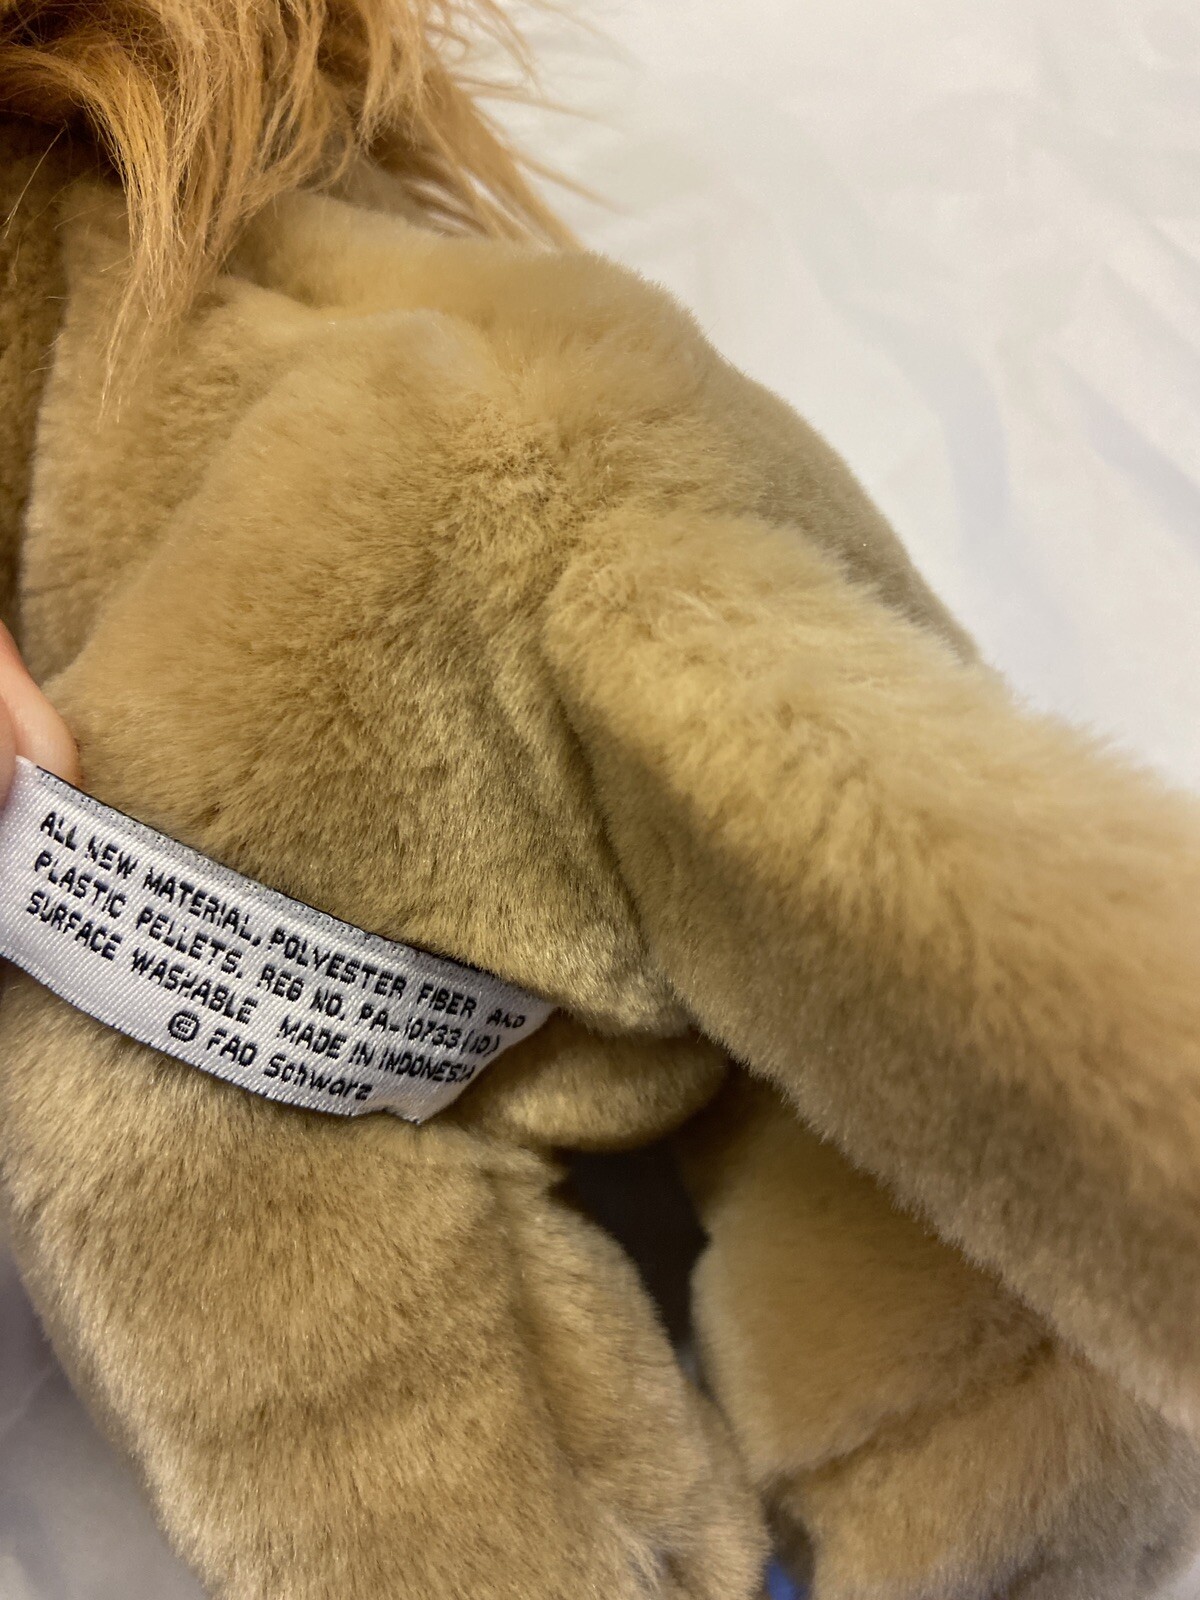 ALL NEW MATERIAL, POLYESTER FIBER AND
PLASTIC PELLETS. REG NO. PA-10733(ID)
SURFACE WASHABLE MADE IN INDONESIA
© FAO Schwarz